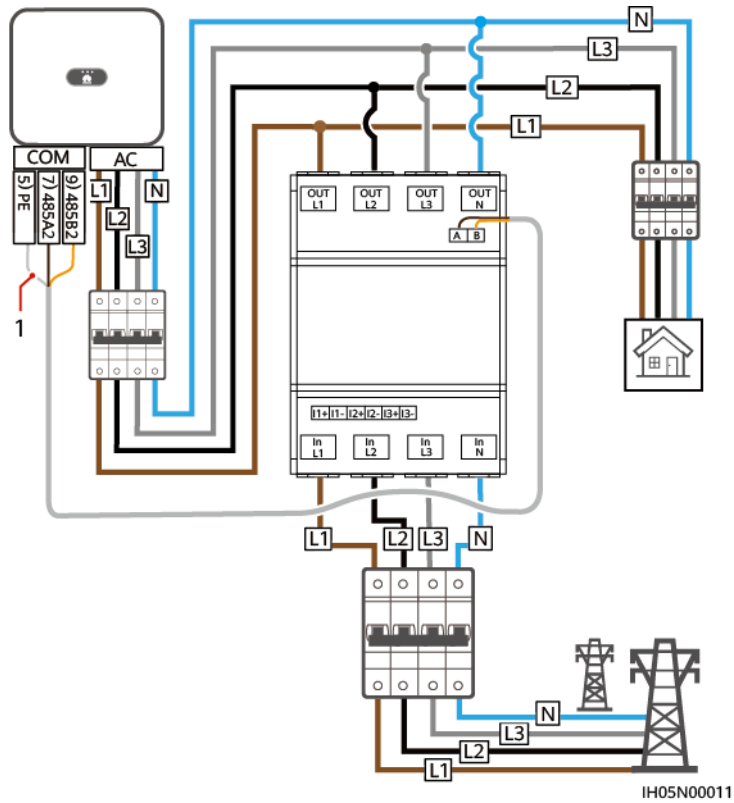 N
L3
L2
L1
COM
AC
5) PE
7) 485A2
9) 485B2
L1
L2
L3
N
1
OUT L1
OUT L2
OUT L3
OUT N
A B
I1+ I1- I2+ I2- I3+ I3-
In L1
In L2
In L3
In N
L1
L2
L3
N
N
L3
L2
L1
IH05N00011